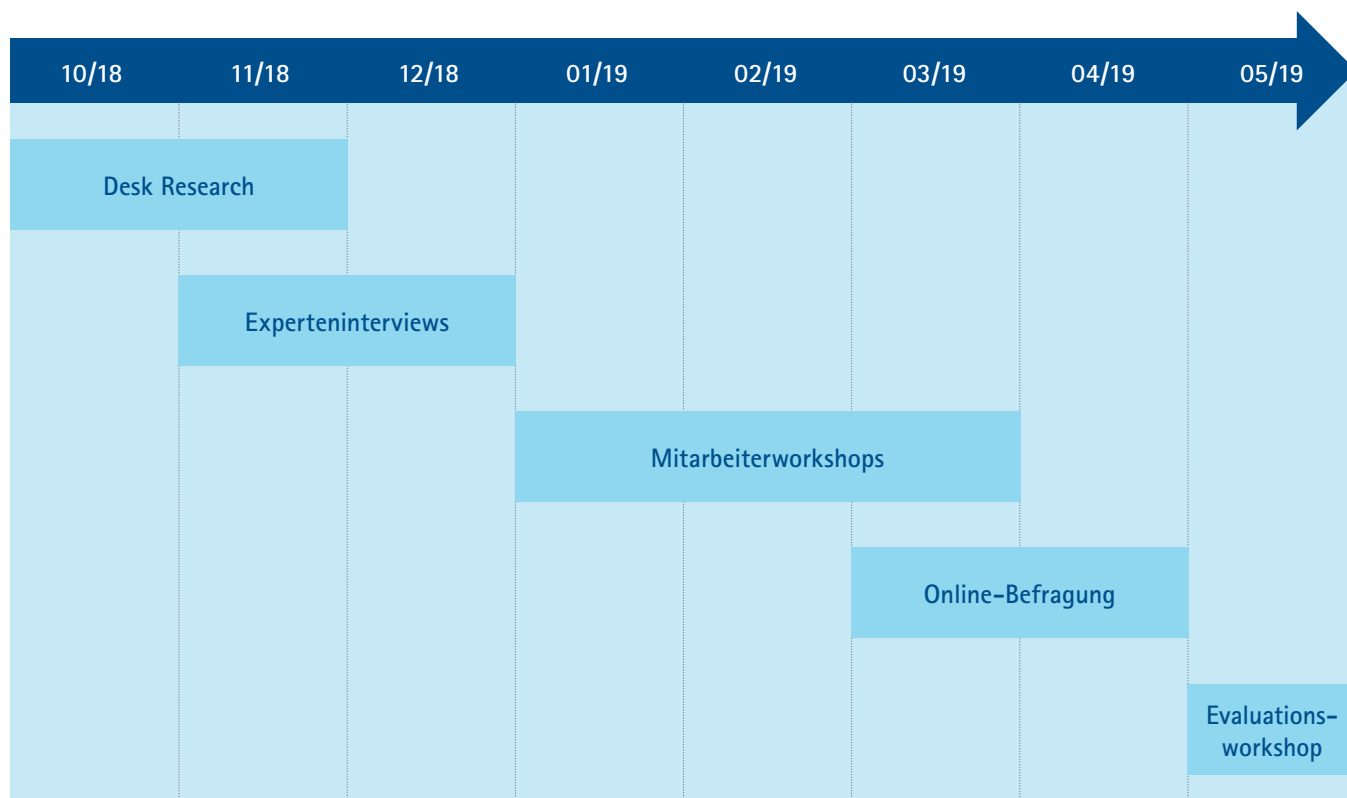 10/18 11/18 12/18 01/19 02/19 03/19 04/19 05/19
Desk Research
Experteninterviews
Mitarbeiterworkshops
Online-Befragung
Evaluations-
workshop